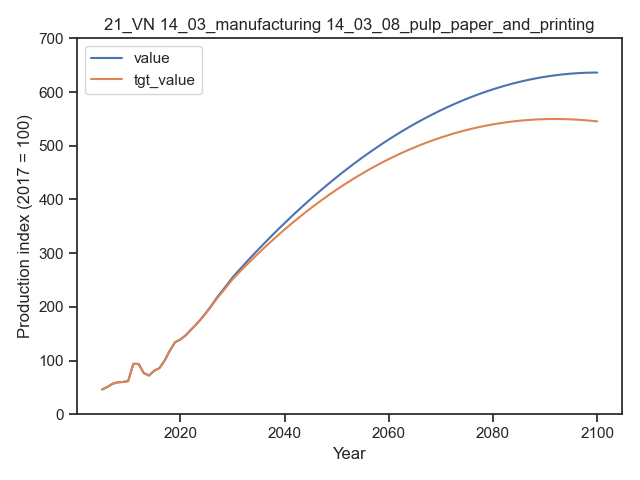 21_VN 14_03_manufacturing 14_03_08_pulp_paper_and_printing
value
tgt_value
Production index (2017 = 100)
700
600
500
400
300
200
100
0
2020 2040 2060 2080 2100
Year